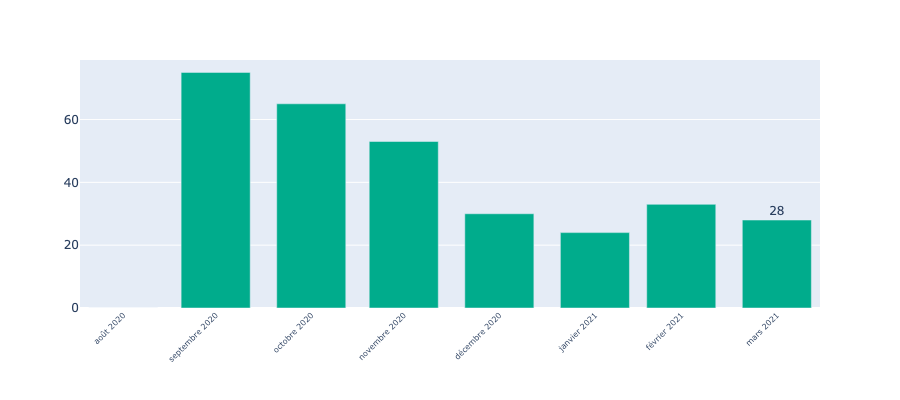 60
40
20
0
28
août 2020
septembre 2020
octobre 2020
novembre 2020
décembre 2020
janvier 2021
février 2021
mars 2021